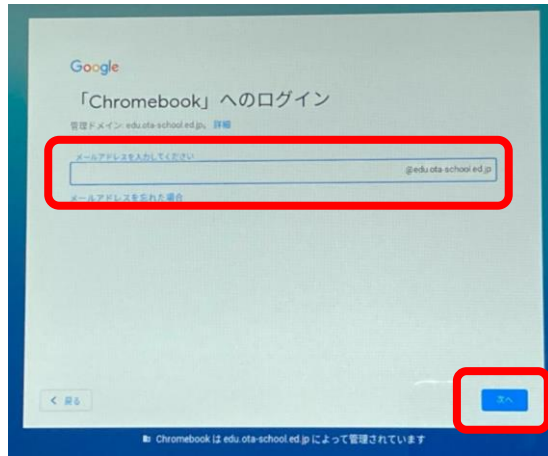 Google
「Chromebook」へのログイン
管理ドメイン: edu.ota-school.ed.jp。 詳細
メールアドレスを入力してください
@edu.ota-school.ed.jp
メールアドレスを忘れた場合
< 戻る
次へ
Chromebook は edu.ota-school.ed.jp によって管理されています